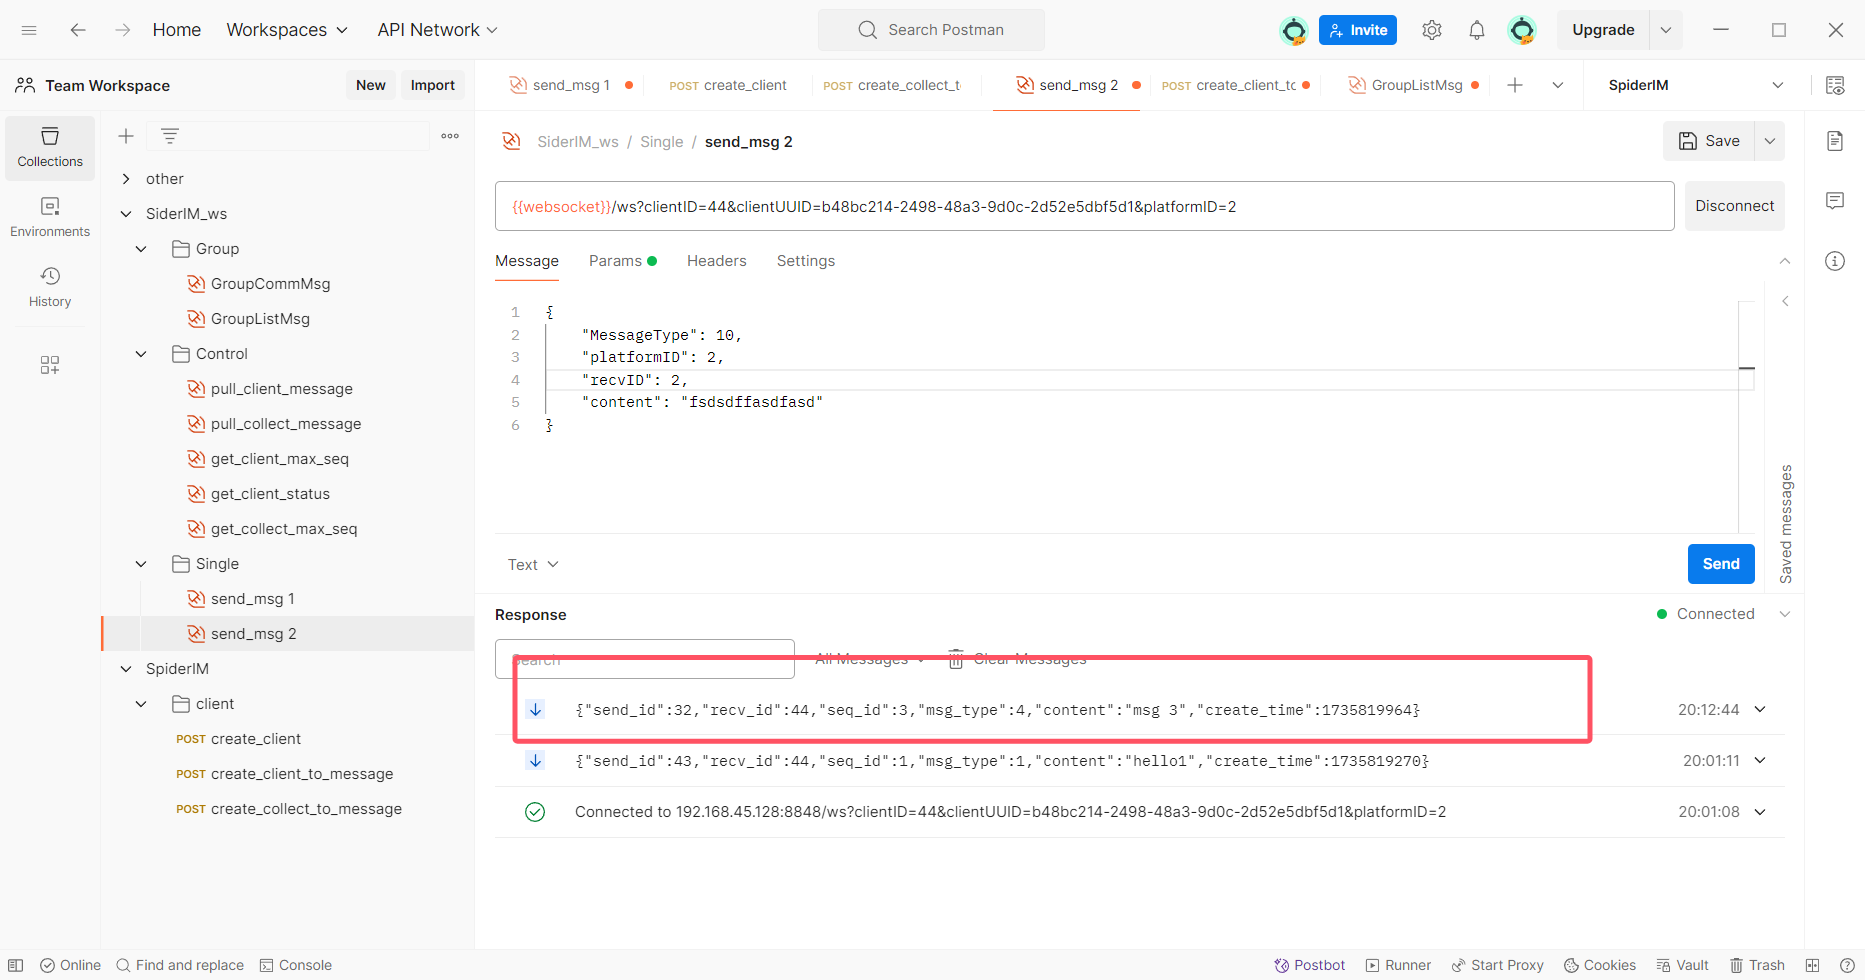 Home Workspaces API Network Search Postman Invite Upgrade
Team Workspace New Import
send_msg 1 POST create_client POST create_collect_t send_msg 2 POST create_client_tc GroupListMsg SpiderIM
Collections
Environments
History
other
SiderIM_ws
Group
GroupCommMsg
GroupListMsg
Control
pull_client_message
pull_collect_message
get_client_max_seq
get_client_status
get_collect_max_seq
Single
send_msg 1
send_msg 2
SpiderIM
client
POST create_client
POST create_client_to_message
POST create_collect_to_message
SiderIM_ws / Single / send_msg 2 Save
{{websocket}}/ws?clientID=44&clientUUID=b48bc214-2498-48a3-9d0c-2d52e5dbf5d1&platformID=2 Disconnect
Message Params Headers Settings
1 {
2 "MessageType": 10,
3 "platformID": 2,
4 "recvID": 2,
5 "content": "fsdsdffasdfasd"
6 }
Saved messages
Text Send
Response Connected
Search All Messages Clear Messages
{"send_id":32,"recv_id":44,"seq_id":3,"msg_type":4,"content":"msg 3","create_time":1735819964} 20:12:44
{"send_id":43,"recv_id":44,"seq_id":1,"msg_type":1,"content":"hello1","create_time":1735819270} 20:01:11
Connected to 192.168.45.128:8848/ws?clientID=44&clientUUID=b48bc214-2498-48a3-9d0c-2d52e5dbf5d1&platformID=2 20:01:08
Online Find and replace Console Postbot Runner Start Proxy Cookies Vault Trash